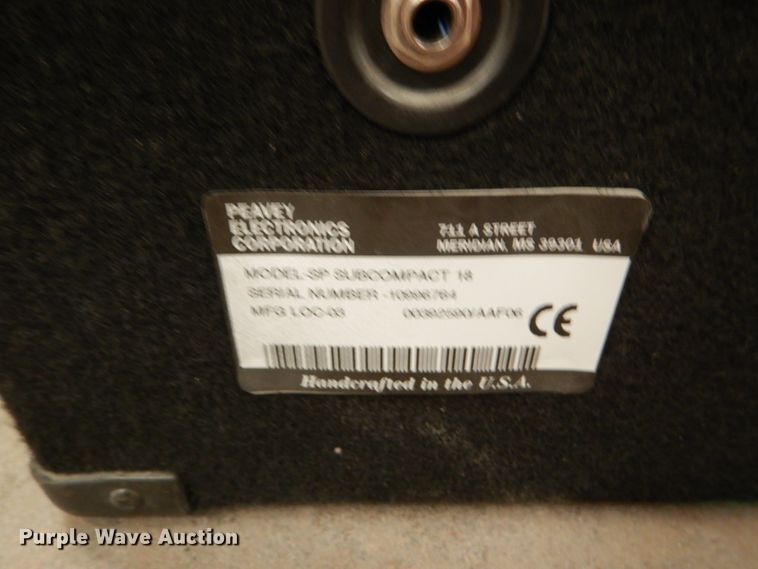 PEAVEY
ELECTRONICS
CORPORATION
711 A STREET
MERIDIAN, MS 39301 USA
MODEL-SP SUBCOMPACT 18
SERIAL NUMBER
MFG LOC-03
CE
Handcrafted in the U.S.A.
Purple Wave Auction